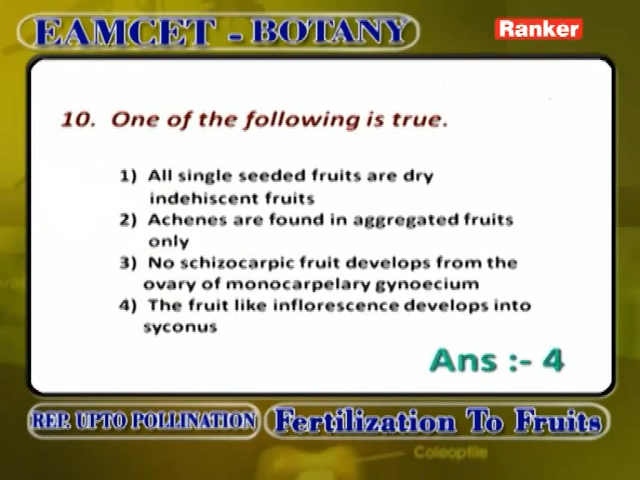 EAMCET - BOTANY
Ranker
10. One of the following is true.
1) All single seeded fruits are dry
indehiscent fruits
2) Achenes are found in aggregated fruits
only
3) No schizocarpic fruit develops from the
ovary of monocarpelary gynoecium
4) The fruit like inflorescence develops into
syconus
Ans :- 4
REP. UPTO POLLINATION
Fertilization To Fruits
Coleoptile